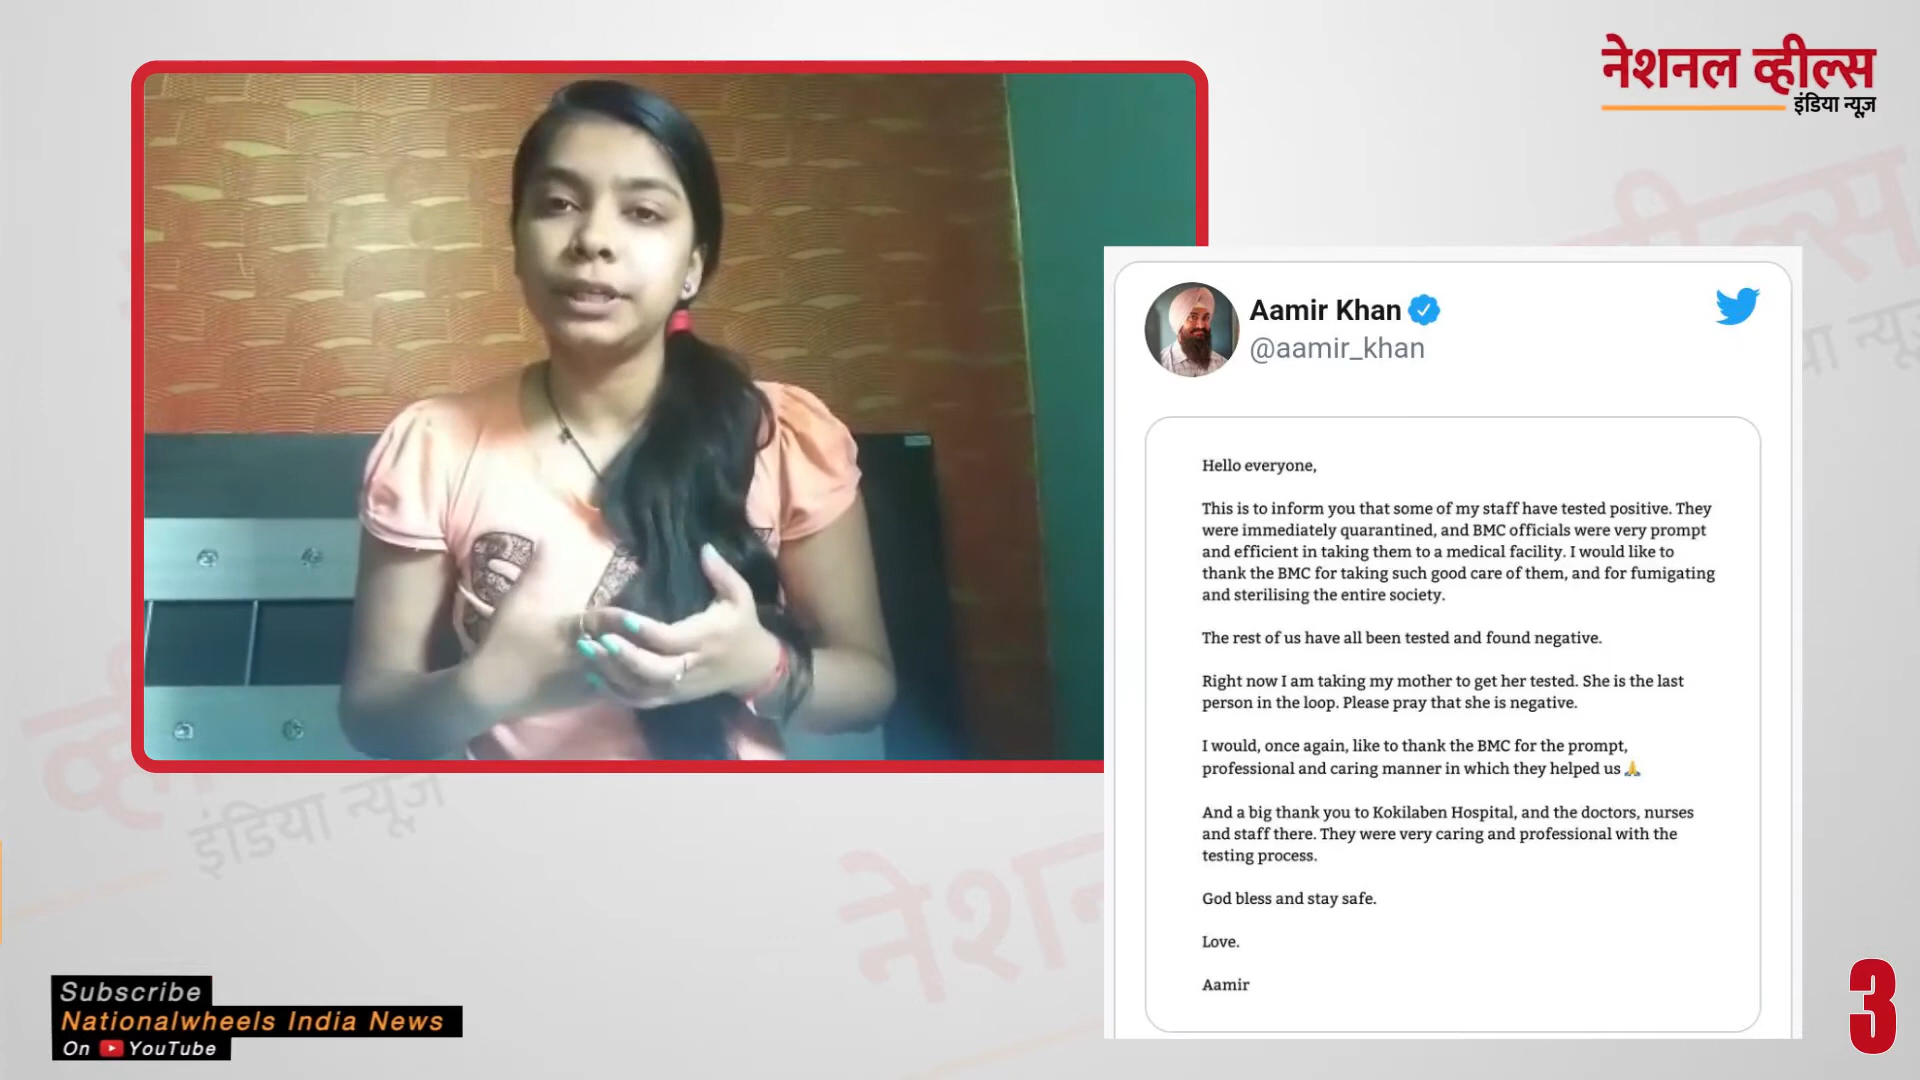 नेशनल व्हील्स
इंडिया न्यूज़
Aamir Khan
@aamir_khan
Hello everyone,
This is to inform you that some of my staff have tested positive. They
were immediately quarantined, and BMC officials were very prompt
and efficient in taking them to a medical facility. I would like to
thank the BMC for taking such good care of them, and for fumigating
and sterilising the entire society.
The rest of us have all been tested and found negative.
Right now I am taking my mother to get her tested. She is the last
person in the loop. Please pray that she is negative.
I would, once again, like to thank the BMC for the prompt,
professional and caring manner in which they helped us 🙏
And a big thank you to Kokilaben Hospital, and the doctors, nurses
and staff there. They were very caring and professional with the
testing process.
God bless and stay safe.
Love.
Aamir
Subscribe
Nationalwheels India News
On YouTube
3
व्ही
इंडिया न्यूज़
नेशन
ील्स
या न्यूज़